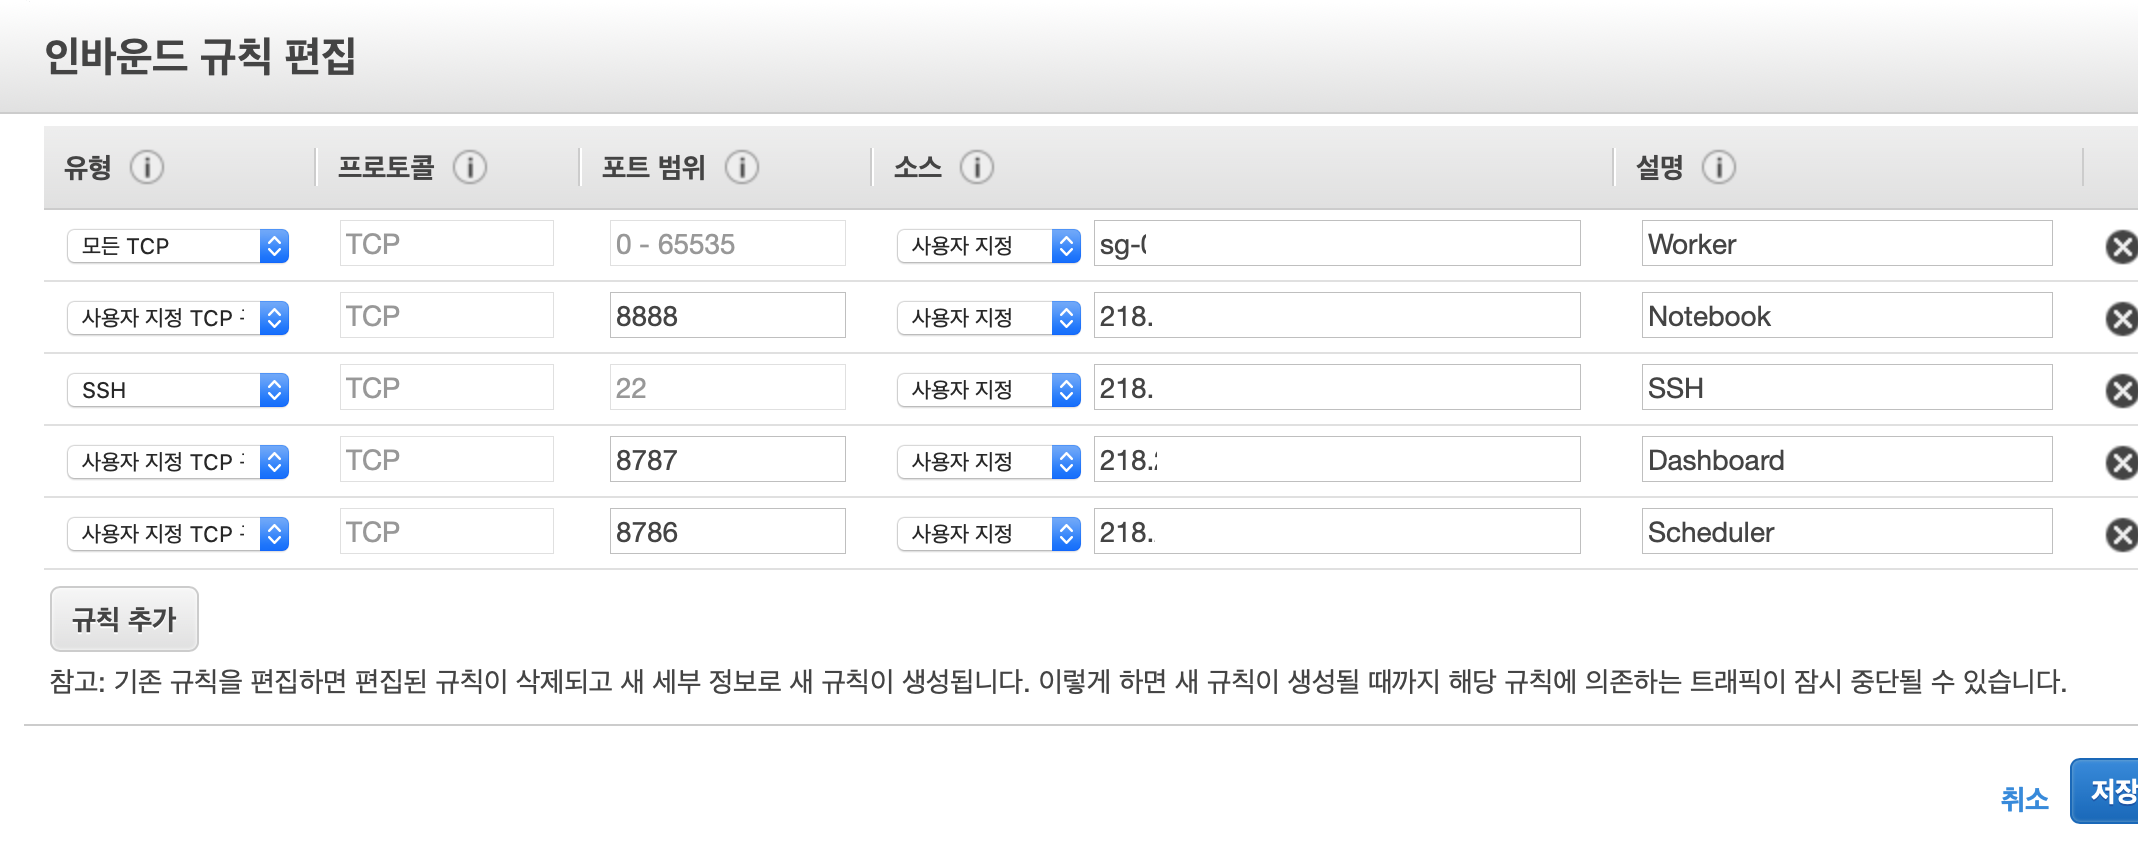 인바운드 규칙 편집
유형 프로토콜 포트 범위 소스 설명
모든 TCP TCP 0 - 65535 사용자 지정 Worker
사용자 지정 TCP TCP 8888 사용자 지정 218. Notebook
SSH TCP 22 사용자 지정 218. SSH
사용자 지정 TCP TCP 8787 사용자 지정 Dashboard
사용자 지정 TCP TCP 8786 사용자 지정 218. Scheduler
규칙 추가
참고: 기존 규칙을 편집하면 편집된 규칙이 삭제되고 새 세부 정보로 새 규칙이 생성됩니다. 이렇게 하면 새 규칙이 생성될 때까지 해당 규칙에 의존하는 트래픽이 잠시 중단될 수 있습니다.
취소 저장